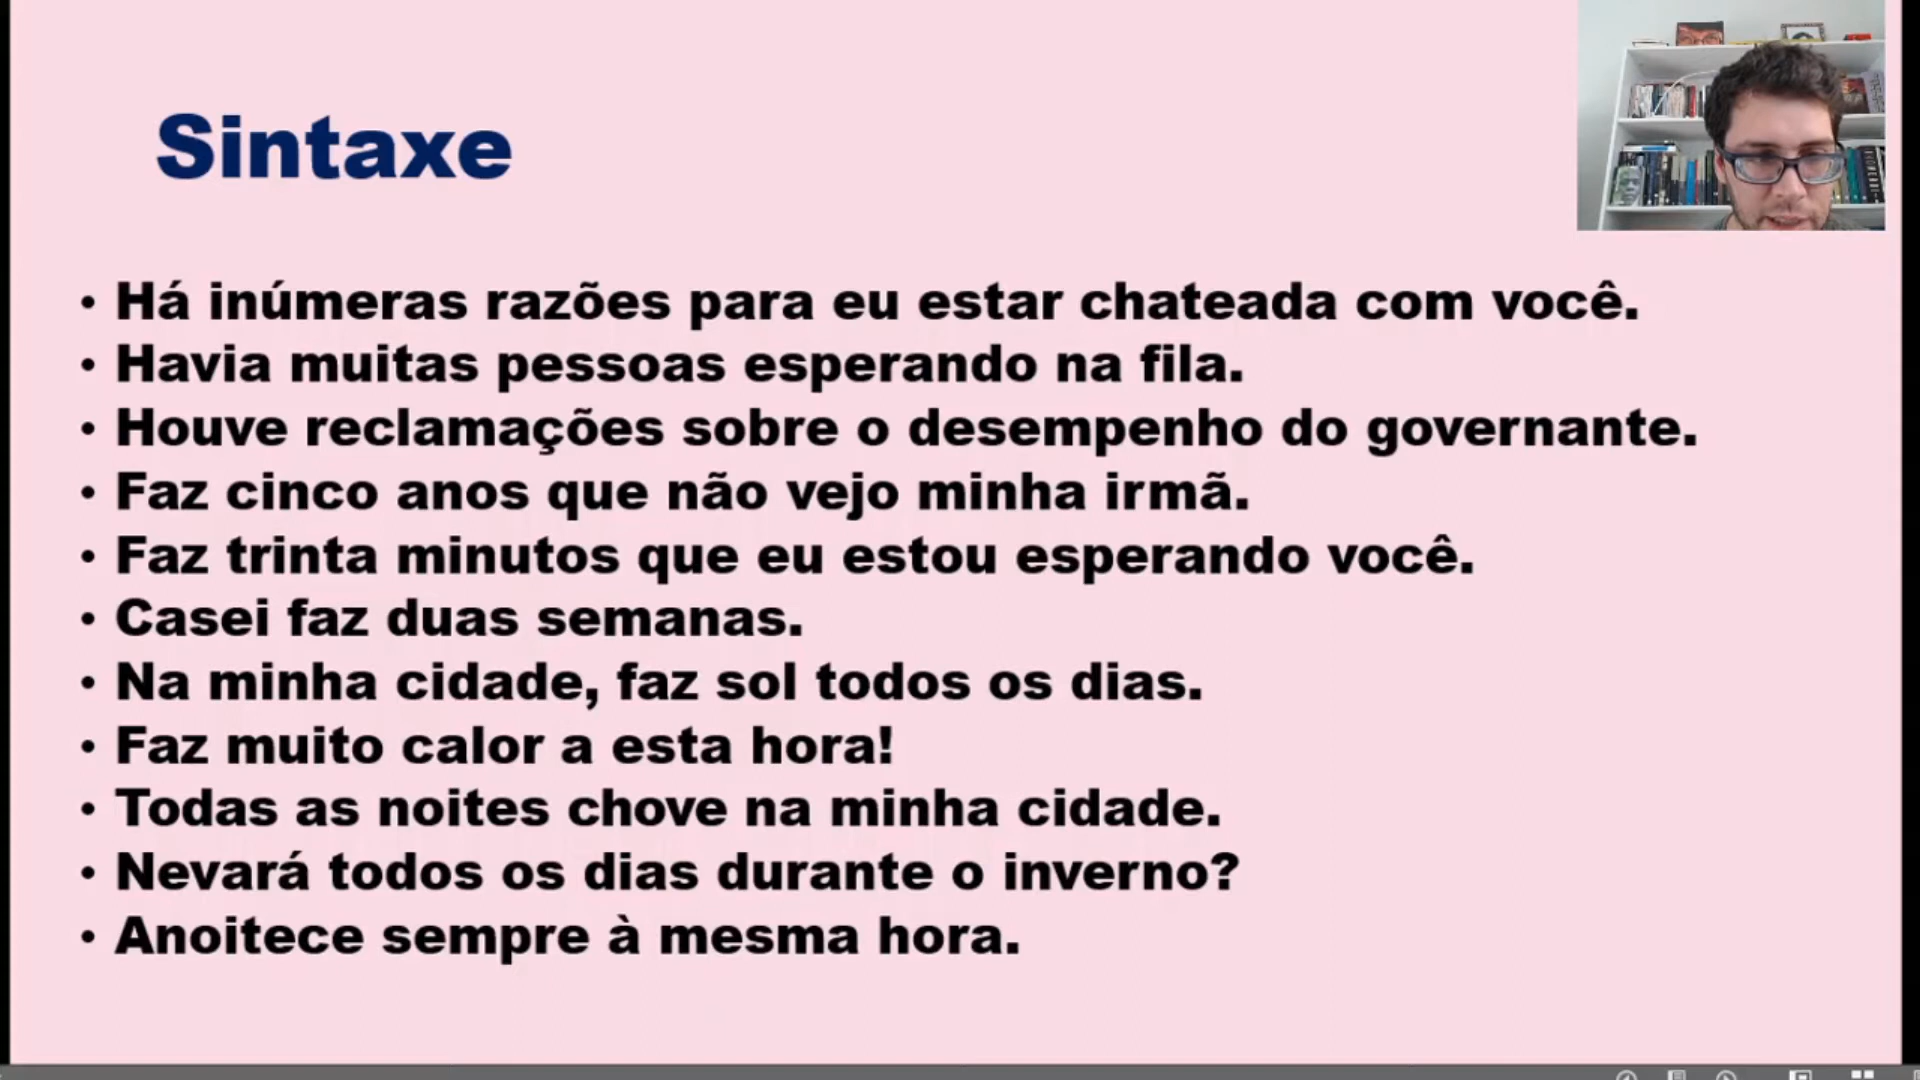 Sintaxe
• Há inúmeras razões para eu estar chateada com você.
• Havia muitas pessoas esperando na fila.
• Houve reclamações sobre o desempenho do governante.
• Faz cinco anos que não vejo minha irmã.
• Faz trinta minutos que eu estou esperando você.
• Casei faz duas semanas.
• Na minha cidade, faz sol todos os dias.
• Faz muito calor a esta hora!
• Todas as noites chove na minha cidade.
• Nevará todos os dias durante o inverno?
• Anoitece sempre à mesma hora.